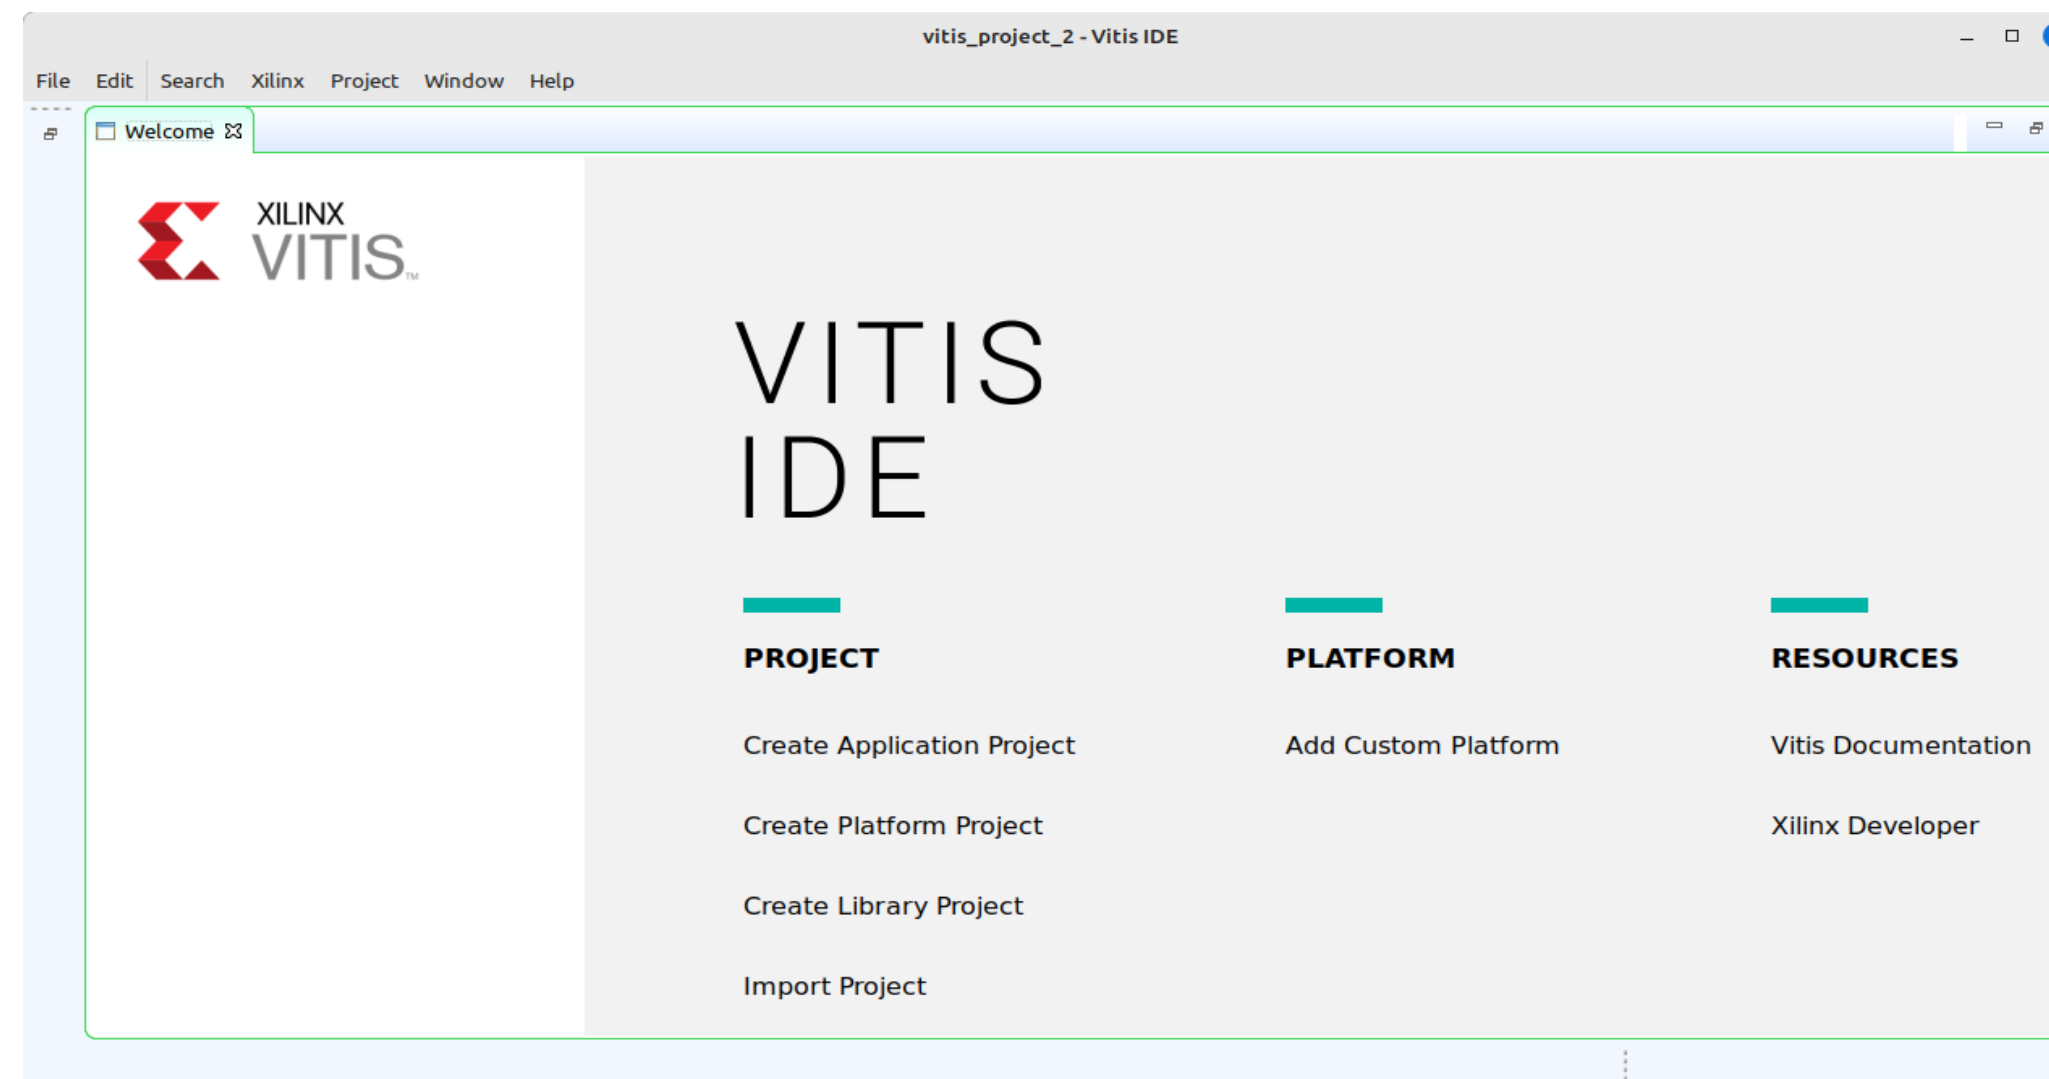 vitis_project_2 - Vitis IDE
File Edit Search Xilinx Project Window Help
Welcome
XILINX
VITIS™
VITIS
IDE
PROJECT PLATFORM RESOURCES
Create Application Project Add Custom Platform Vitis Documentation
Create Platform Project Xilinx Developer
Create Library Project
Import Project